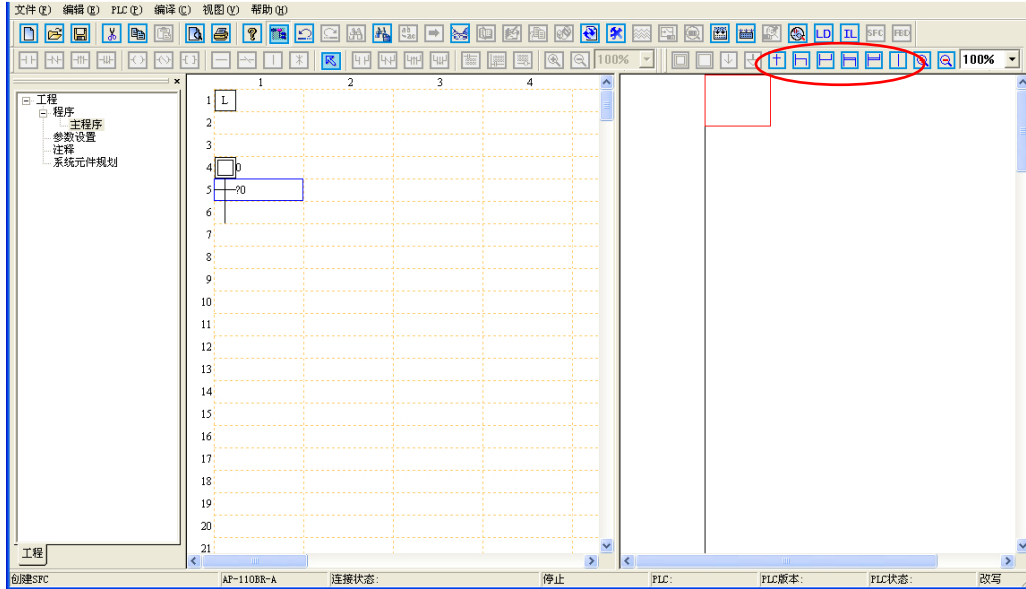 文件(F) 编辑(E) PLC(P) 编译(C) 视图(V) 帮助(H)
LD IL SFC FBD
100% 100%
工程
程序
主程序
参数设置
注释
系统元件规划
工程
1 2 3 4
1 L
2
3
4 0
5 ?0
6
7
8
9
10
11
12
13
14
15
16
17
18
19
20
21
创建SFC AP-110BR-A 连接状态: 停止 PLC: PLC版本: PLC状态: 改写